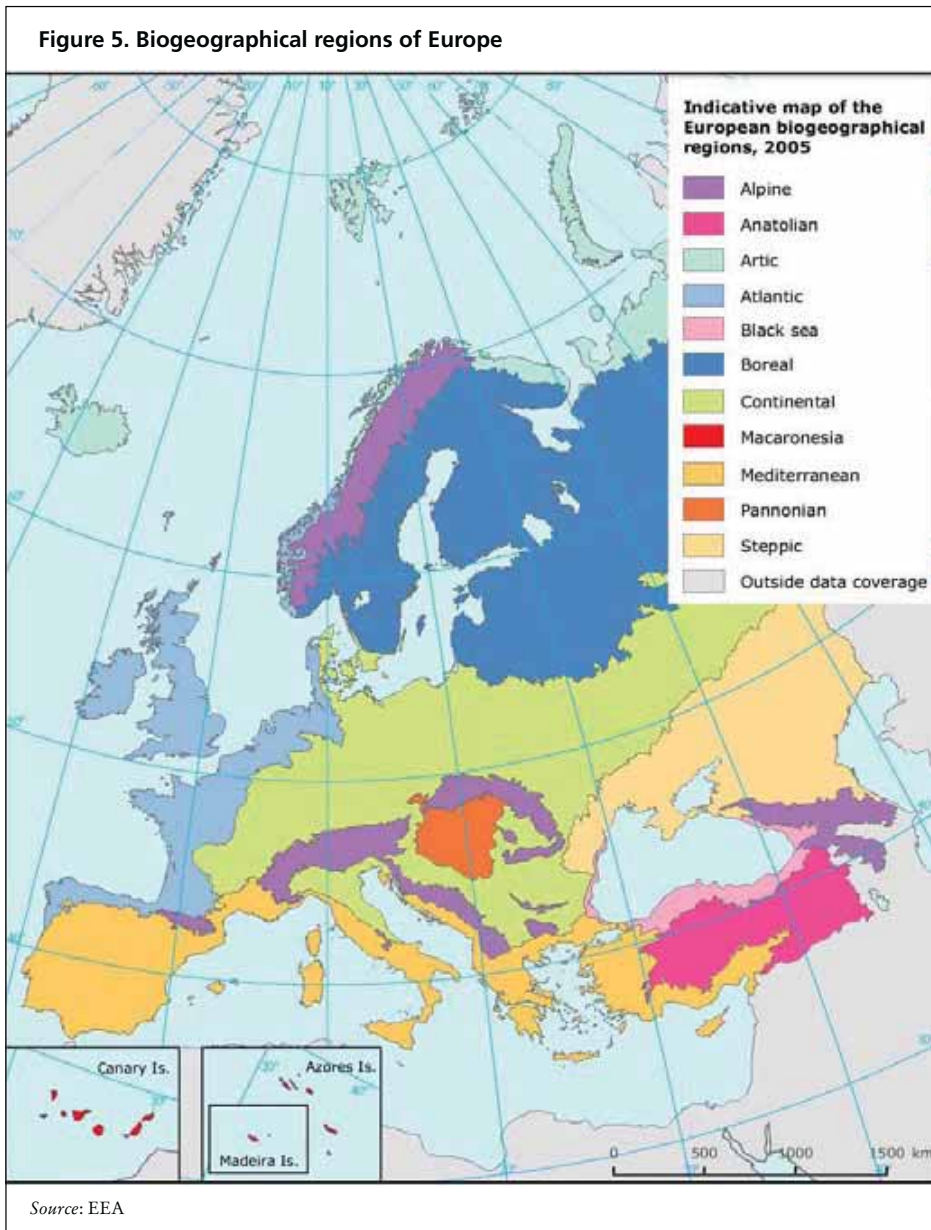 Figure 5. Biogeographical regions of Europe
Indicative map of the
European biogeographical
regions, 2005
Alpine
Anatolian
Artic
Atlantic
Black sea
Boreal
Continental
Macaronesia
Mediterranean
Pannonian
Steppic
Outside data coverage
Canary Is.
Azores Is.
Madeira Is.
0 500 1000 1500 km
Source: EEA